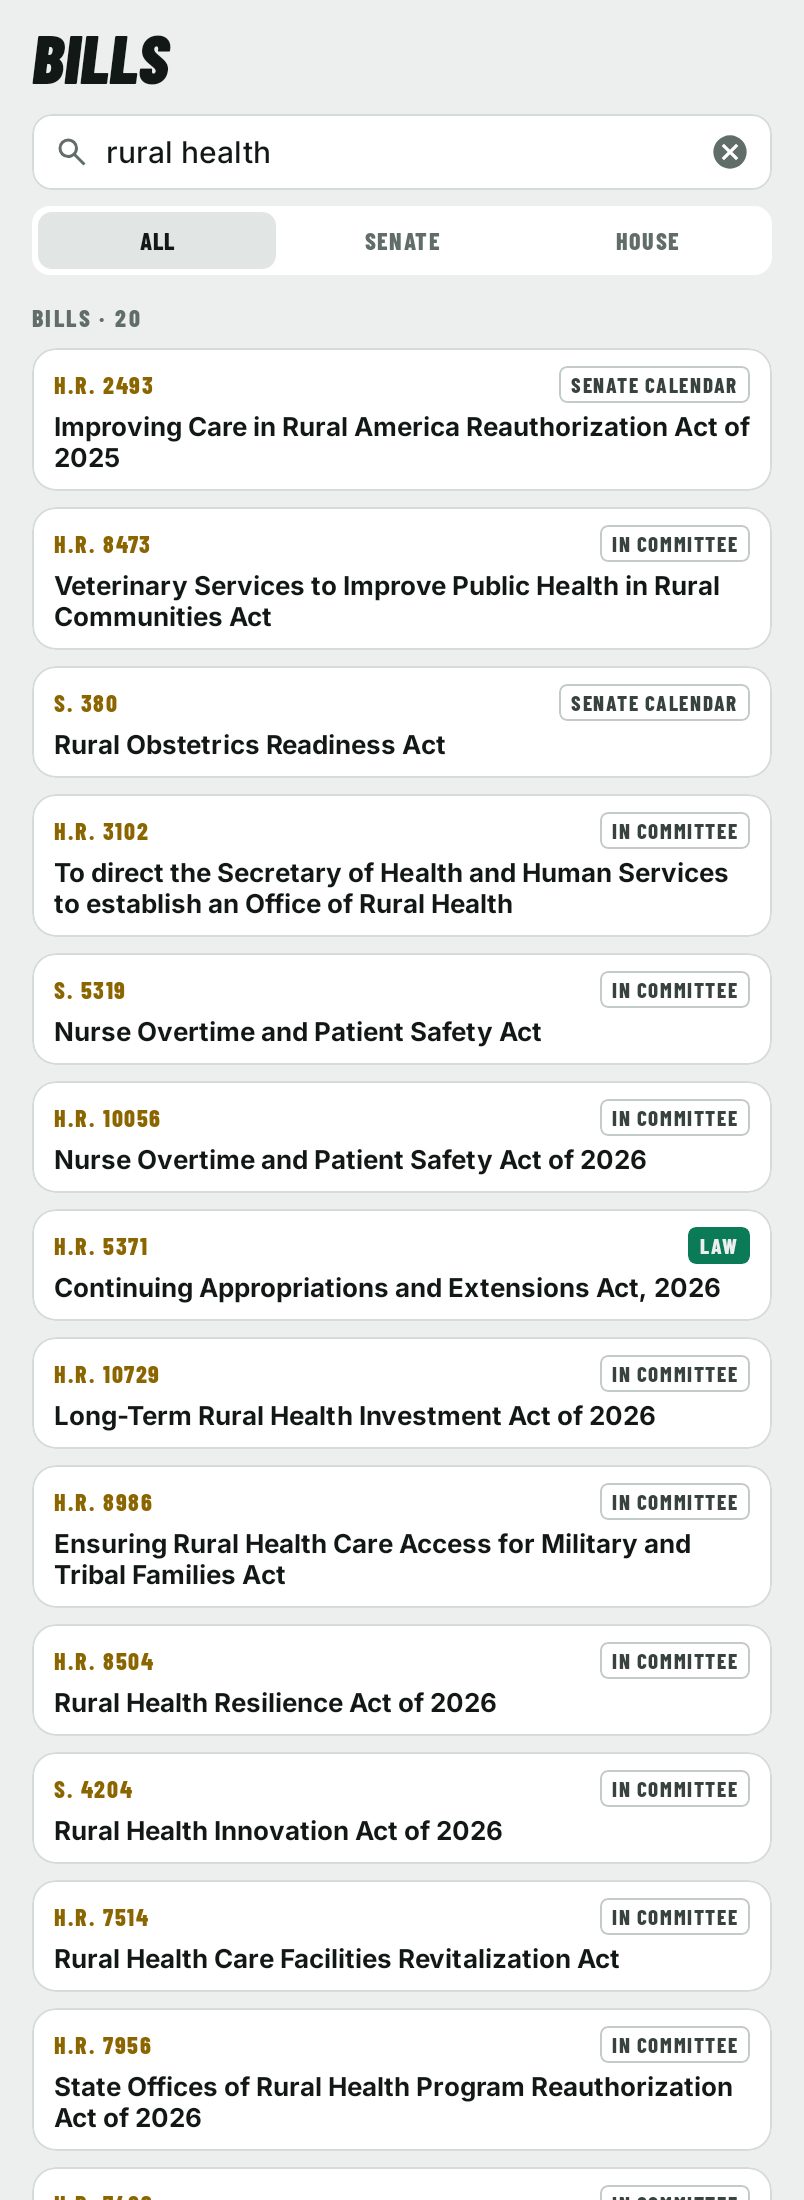 BILLS
rural health
ALL SENATE HOUSE
BILLS · 20
H.R. 2493 SENATE CALENDAR
Improving Care in Rural America Reauthorization Act of
2025
H.R. 8473 IN COMMITTEE
Veterinary Services to Improve Public Health in Rural
Communities Act
S. 380 SENATE CALENDAR
Rural Obstetrics Readiness Act
H.R. 3102 IN COMMITTEE
To direct the Secretary of Health and Human Services
to establish an Office of Rural Health
S. 5319 IN COMMITTEE
Nurse Overtime and Patient Safety Act
H.R. 10056 IN COMMITTEE
Nurse Overtime and Patient Safety Act of 2026
H.R. 5371 LAW
Continuing Appropriations and Extensions Act, 2026
H.R. 10729 IN COMMITTEE
Long-Term Rural Health Investment Act of 2026
H.R. 8986 IN COMMITTEE
Ensuring Rural Health Care Access for Military and
Tribal Families Act
H.R. 8504 IN COMMITTEE
Rural Health Resilience Act of 2026
S. 4204 IN COMMITTEE
Rural Health Innovation Act of 2026
H.R. 7514 IN COMMITTEE
Rural Health Care Facilities Revitalization Act
H.R. 7956 IN COMMITTEE
State Offices of Rural Health Program Reauthorization
Act of 2026
H.R. IN COMMITTEE